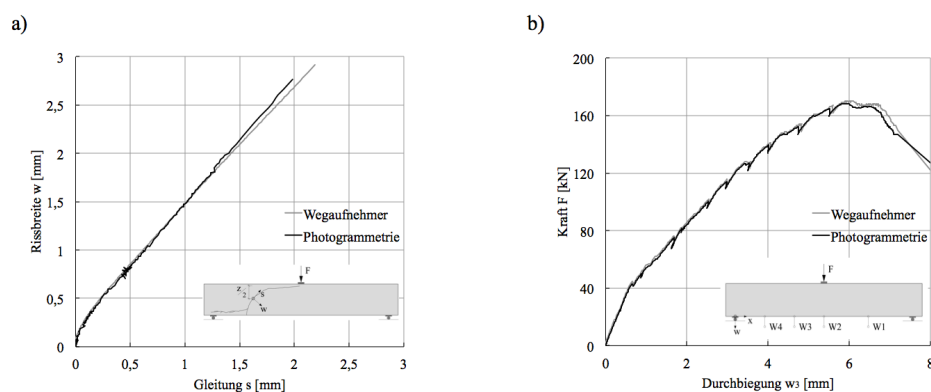 a)
Rissbreite w [mm]
3
2,5
2
1,5
1
0,5
0
Wegaufnehmer
Photogrammetrie
F
z
2
s
w
0 0,5 1 1,5 2 2,5 3
Gleitung s [mm]
b)
Kraft F [kN]
200
160
120
80
40
0
Wegaufnehmer
Photogrammetrie
F
x
w
W4 W3 W2 W1
0 2 4 6 8
Durchbiegung w3 [mm]